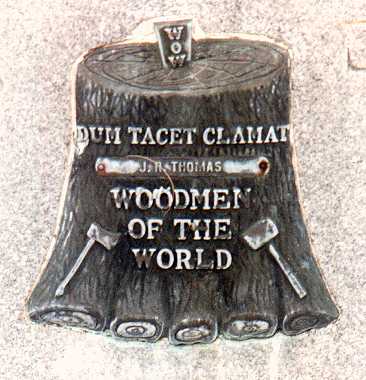 WOW
DUM TACET CLAMAT
J. R. THOMAS
WOODMEN
OF THE
WORLD